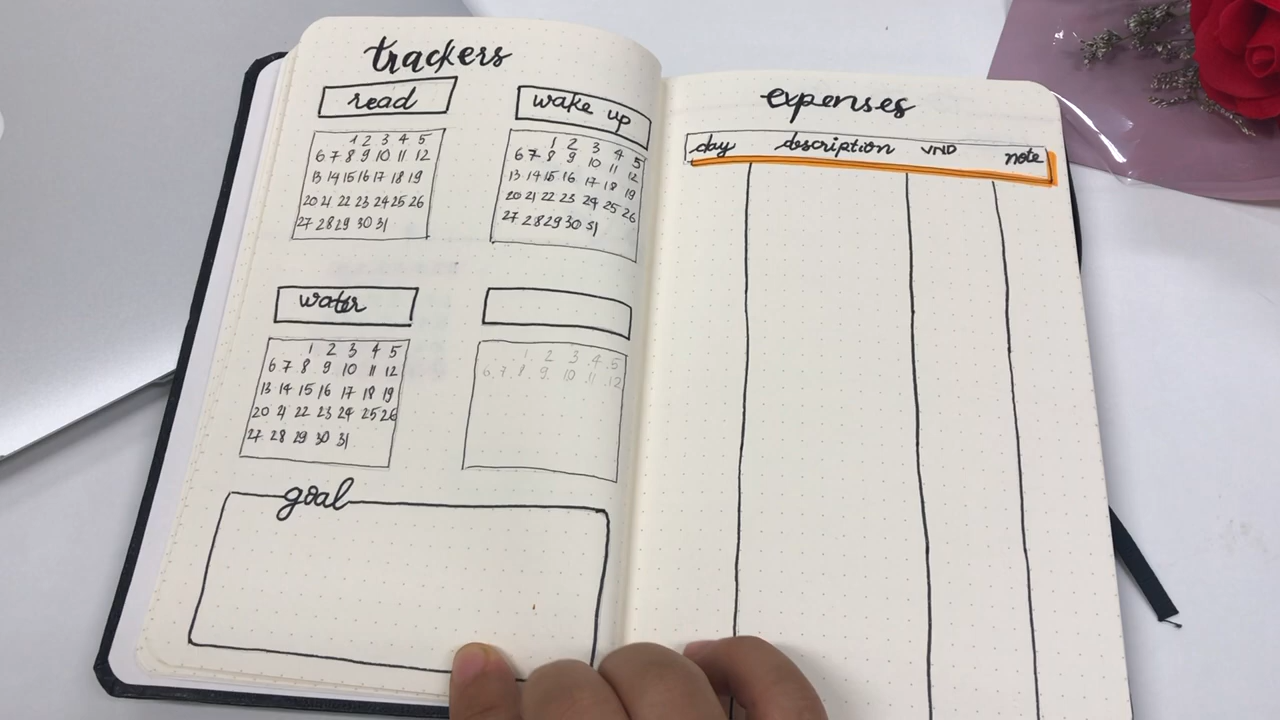 trackers
read
1 2 3 4 5
6 7 8 9 10 11 12
13 14 15 16 17 18 19
20 21 22 23 24 25 26
27 28 29 30 31
wake up
1 2 3 4 5
6 7 8 9 10 11 12
13 14 15 16 17 18 19
20 21 22 23 24 25 26
27 28 29 30 31
water
1 2 3 4 5
6 7 8 9 10 11 12
13 14 15 16 17 18 19
20 21 22 23 24 25 26
27 28 29 30 31
1 2 3 4 5
6 7 8 9 10 11 12
goal
expenses
day description VND note